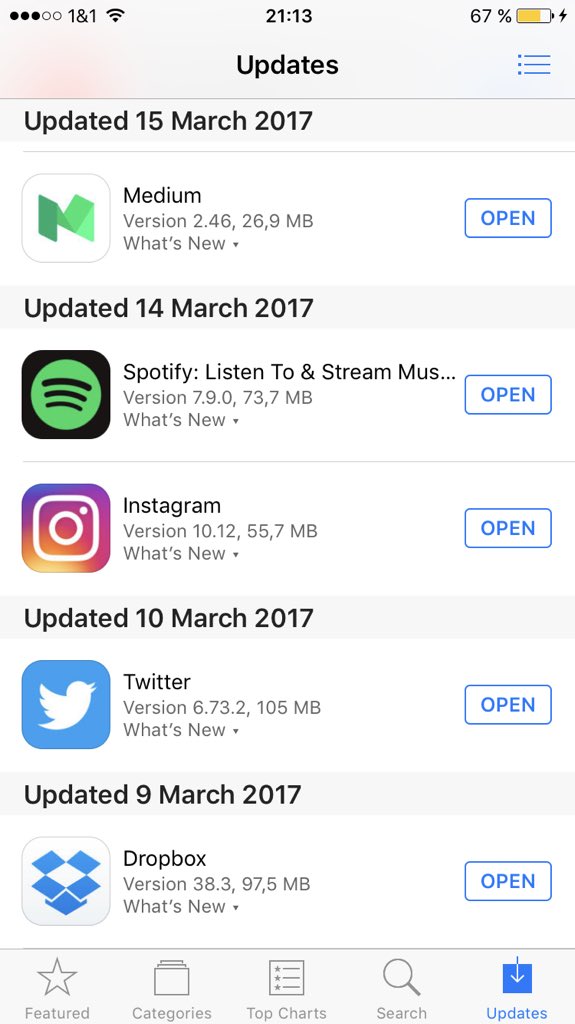 1&1 21:13 67 %
Updates
Updated 15 March 2017
Medium
Version 2.46, 26,9 MB
What's New ▾
OPEN
Updated 14 March 2017
Spotify: Listen To & Stream Mus...
Version 7.9.0, 73,7 MB
What's New ▾
OPEN
Instagram
Version 10.12, 55,7 MB
What's New ▾
OPEN
Updated 10 March 2017
Twitter
Version 6.73.2, 105 MB
What's New ▾
OPEN
Updated 9 March 2017
Dropbox
Version 38.3, 97,5 MB
What's New ▾
OPEN
Featured Categories Top Charts Search Updates